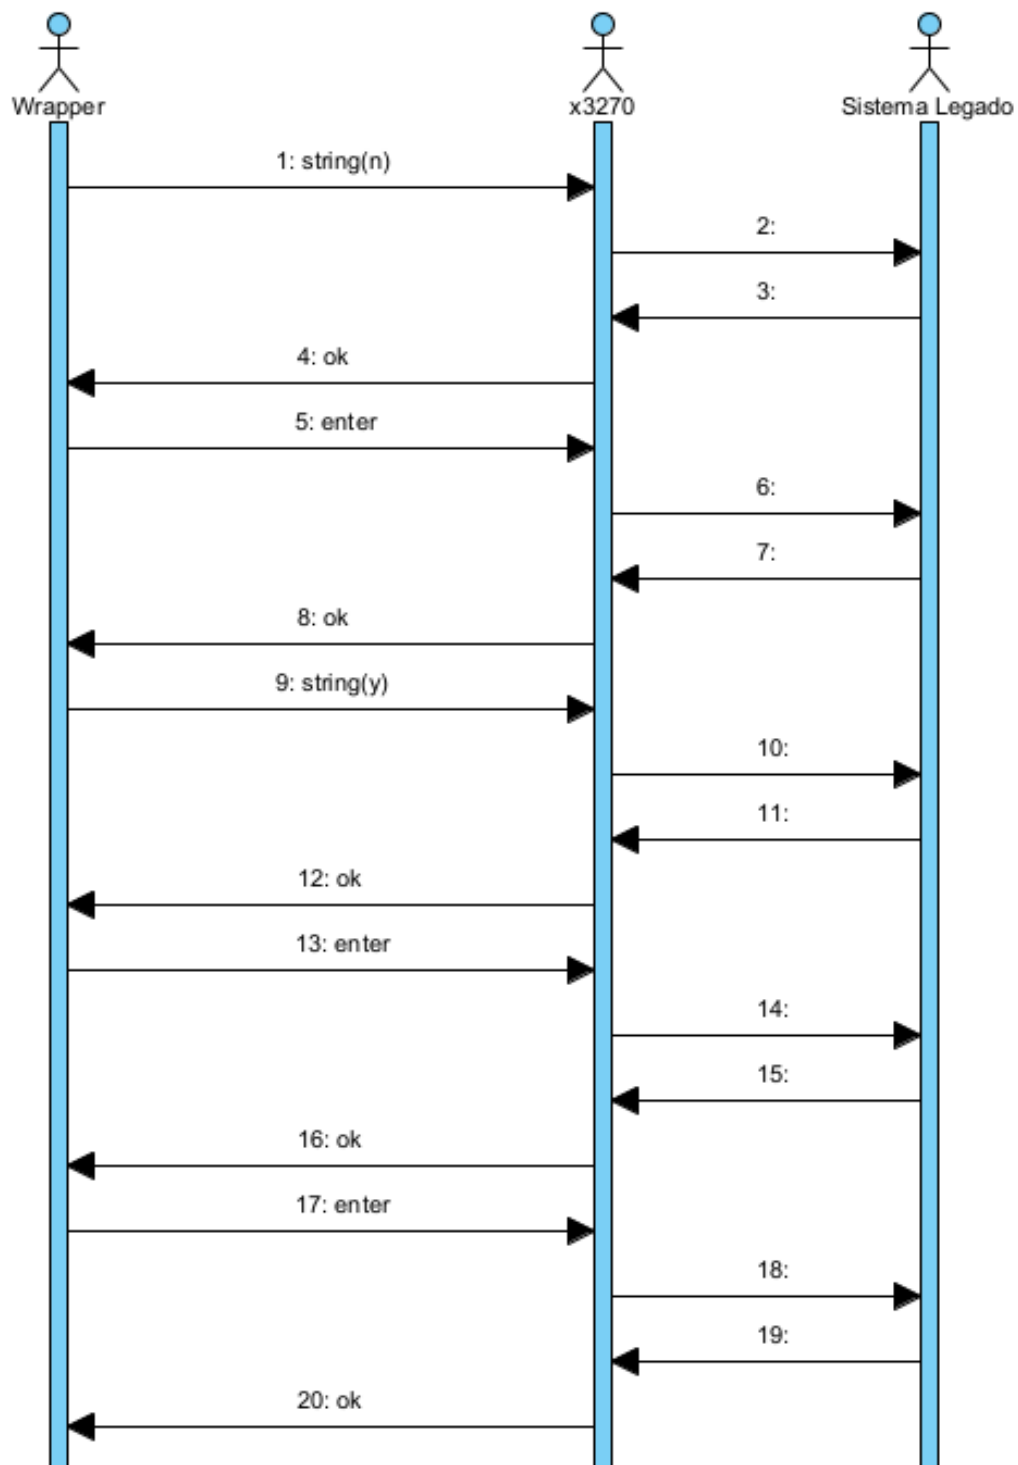 Wrapper
x3270
Sistema Legado
1: string(n)
2:
3:
4: ok
5: enter
6:
7:
8: ok
9: string(y)
10:
11:
12: ok
13: enter
14:
15:
16: ok
17: enter
18:
19:
20: ok